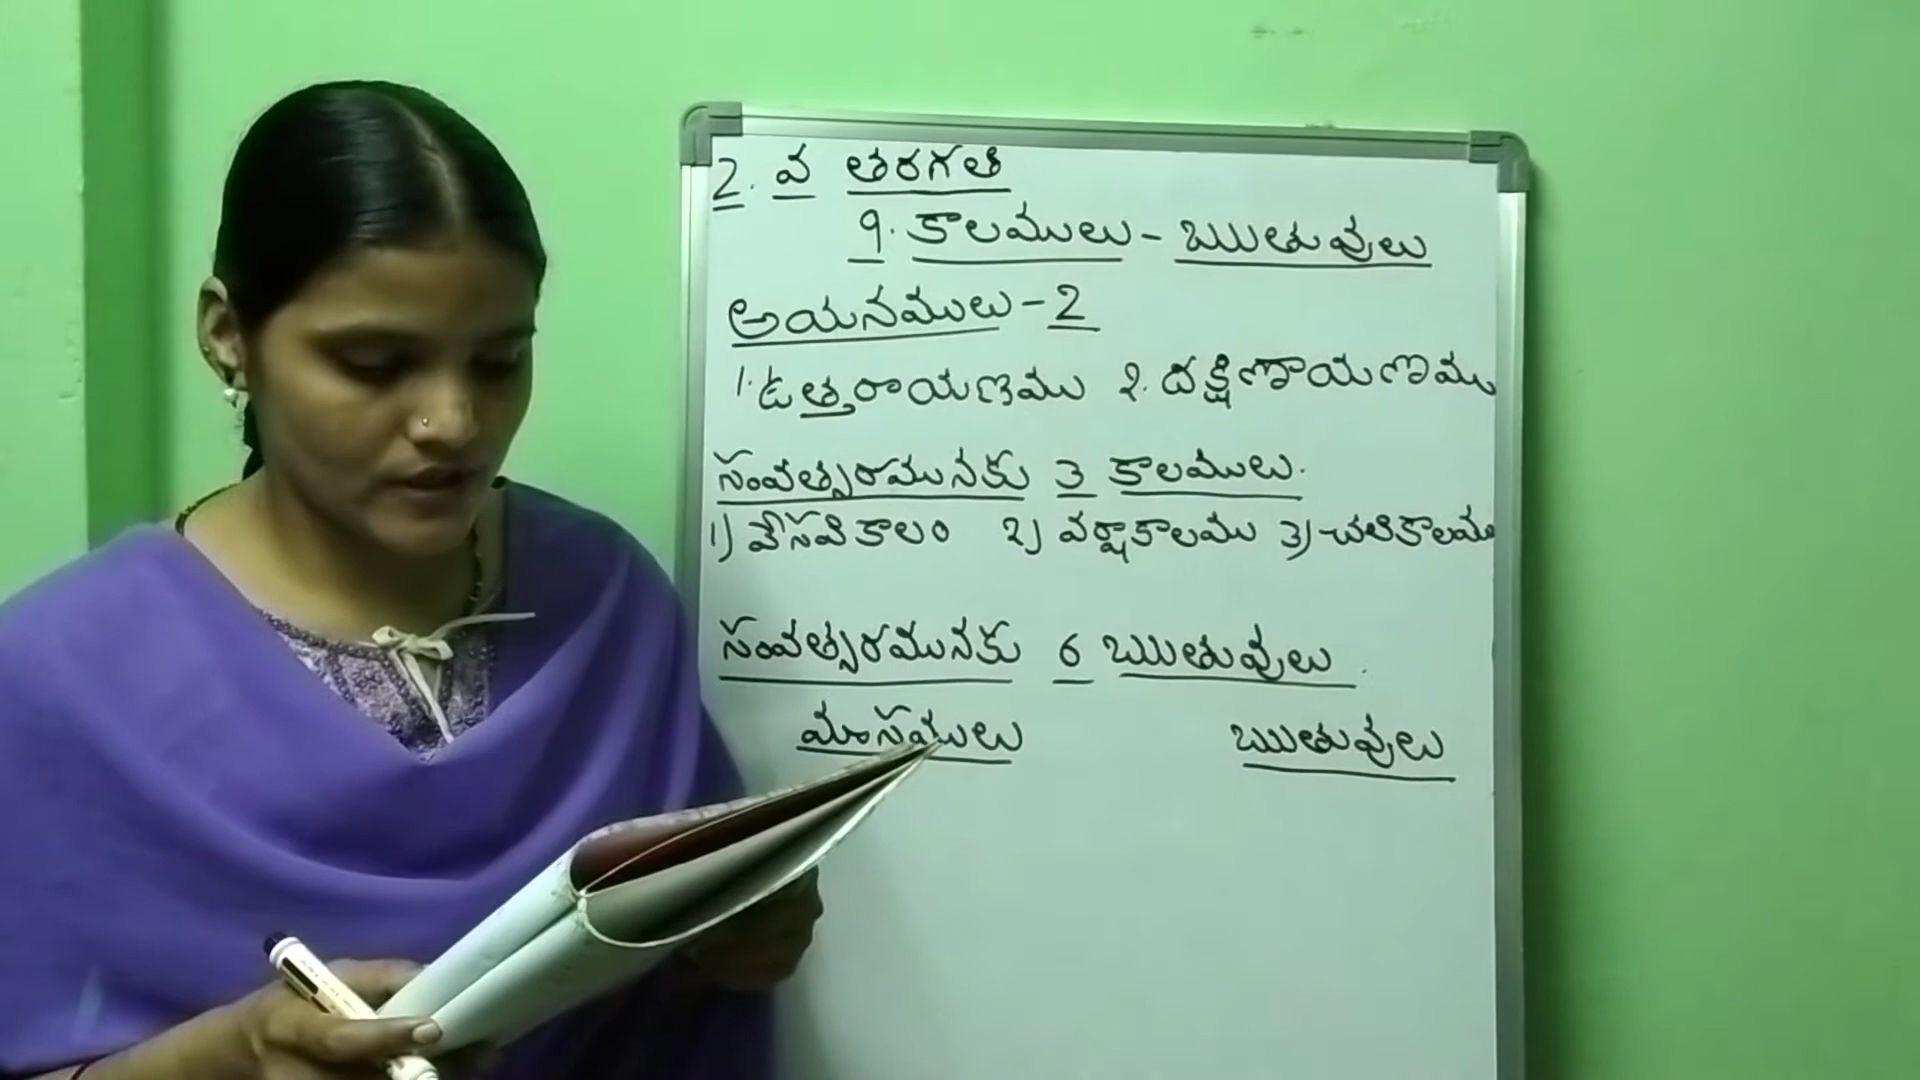 2. వ తరగతి
9. కాలములు - ఋతువులు
అయనములు - 2
1. ఉత్తరాయణము 2. దక్షిణాయణము
సంవత్సరమునకు 3 కాలములు.
1) వేసవి కాలం 2) వర్షాకాలము 3) చలికాలము
సంవత్సరమునకు 6 ఋతువులు.
మాసములు ఋతువులు